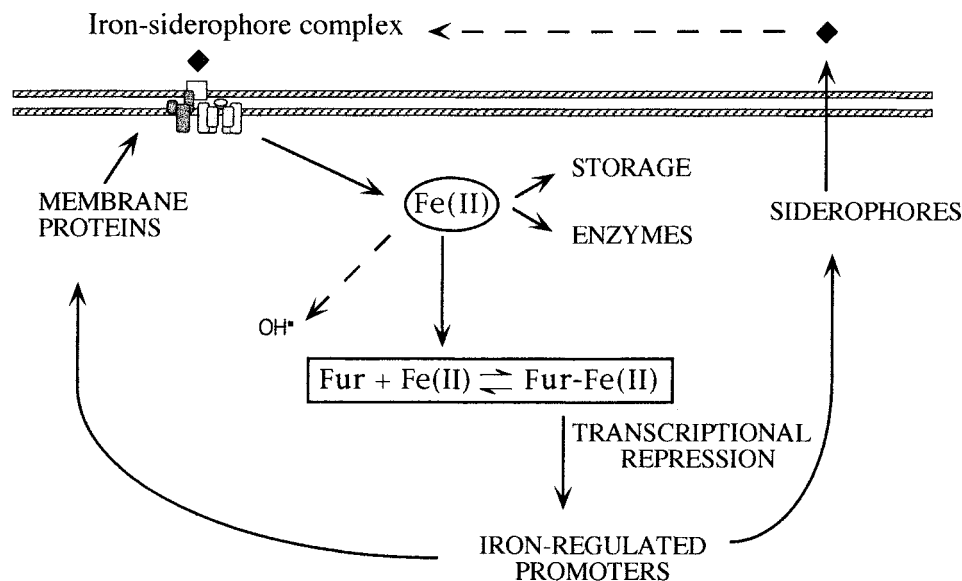 Iron-siderophore complex
MEMBRANE
PROTEINS
Fe(II)
STORAGE
ENZYMES
SIDEROPHORES
OH•
Fur + Fe(II) ⇌ Fur-Fe(II)
TRANSCRIPTIONAL
REPRESSION
IRON-REGULATED
PROMOTERS